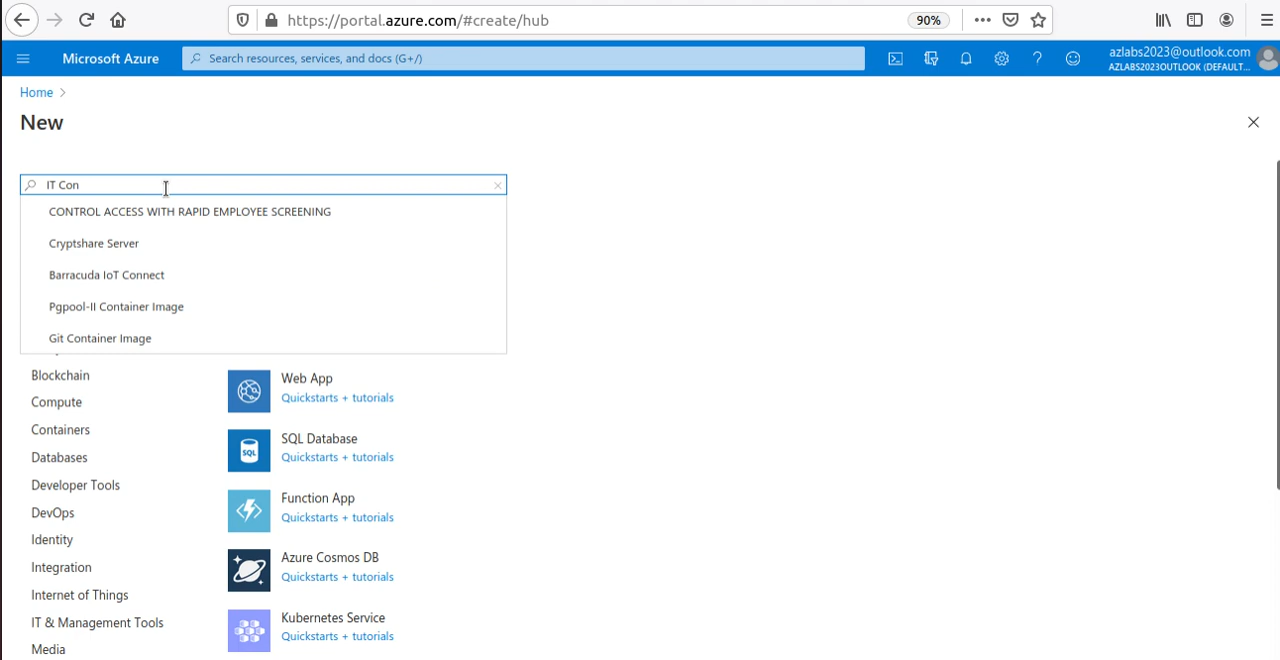 https://portal.azure.com/#create/hub
90%
Microsoft Azure
Search resources, services, and docs (G+/)
azlabs2023@outlook.com
AZLABS2023OUTLOOK (DEFAULT...
Home
New
IT Con
CONTROL ACCESS WITH RAPID EMPLOYEE SCREENING
Cryptshare Server
Barracuda IoT Connect
Pgpool-II Container Image
Git Container Image
Blockchain
Compute
Containers
Databases
Developer Tools
DevOps
Identity
Integration
Internet of Things
IT & Management Tools
Media
Web App
Quickstarts + tutorials
SQL
SQL Database
Quickstarts + tutorials
Function App
Quickstarts + tutorials
Azure Cosmos DB
Quickstarts + tutorials
Kubernetes Service
Quickstarts + tutorials